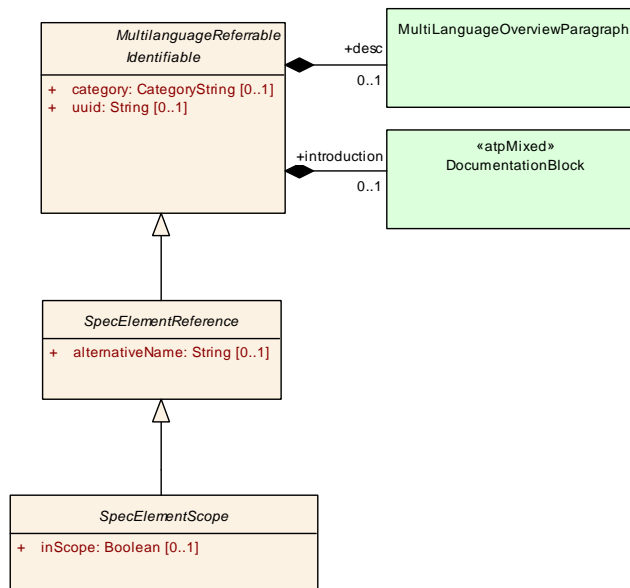 MultilanguageReferrable
Identifiable
+ category: CategoryString [0..1]
+ uuid: String [0..1]
+desc
0..1
MultiLanguageOverviewParagraph
+introduction
0..1
«atpMixed»
DocumentationBlock
SpecElementReference
+ alternativeName: String [0..1]
SpecElementScope
+ inScope: Boolean [0..1]